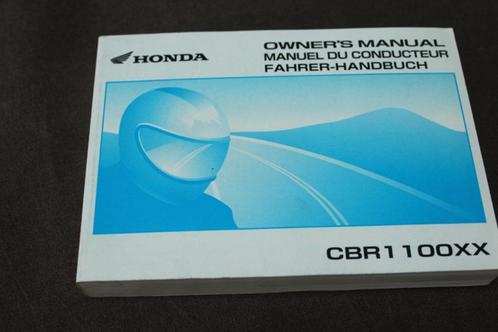 HONDA
OWNER'S MANUAL
MANUEL DU CONDUCTEUR
FAHRER-HANDBUCH
CBR1100XX